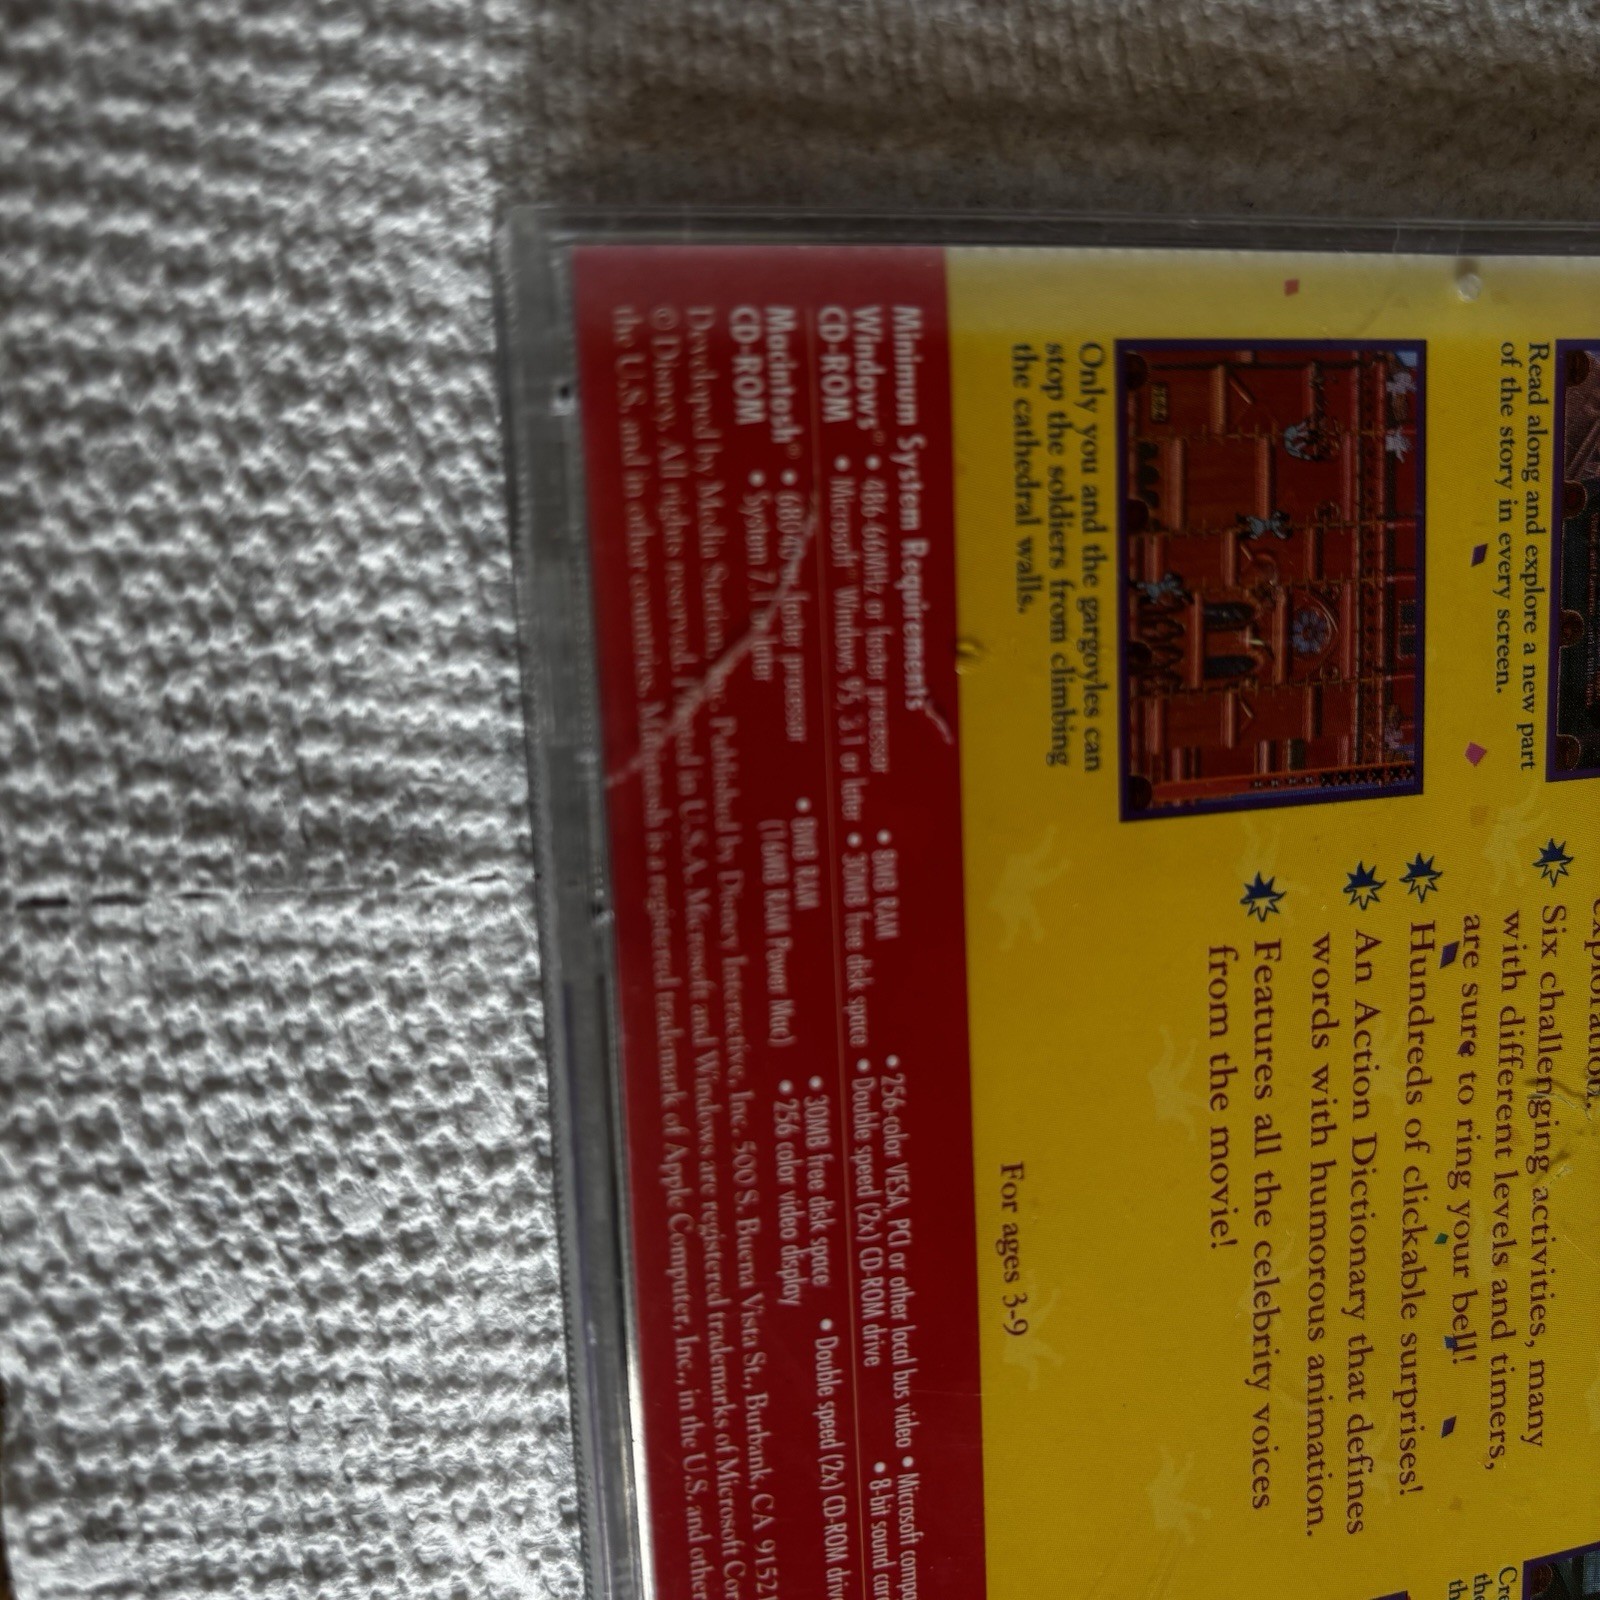 Read along and explore a new part
of the story in every screen.
Only you and the gargoyles can
stop the soldiers from climbing
the cathedral walls.
Six challenging activities, many
with different levels and timers,
are sure to ring your bell!
Hundreds of clickable surprises!
An Action Dictionary that defines
words with humorous animation.
Features all the celebrity voices
from the movie!
For ages 3-9
Minimum System Requirements
Windows® • 486-66MHz or faster processor • 8MB RAM • 256-color VESA, PCI or other local bus video • Microsoft
CD-ROM • Microsoft® Windows 95, 3.1 or later • 30MB free disk space • Double speed (2x) CD-ROM drive • 8-bit sound
Macintosh® • faster processor • 8MB RAM • 30MB free disk space • Double speed (2x) CD-ROM
CD-ROM • System 7.1 or later (16MB RAM Power Mac) • 256 color video display
Developed by Media Station, Published by Disney Interactive, Inc. 500 S. Buena Vista St., Burbank, CA 91521
© Disney. All rights reserved. Printed in U.S.A. Microsoft and Windows are registered trademarks of Microsoft
the U.S. and in other countries. Macintosh is a registered trademark of Apple Computer, Inc., in the U.S. and other